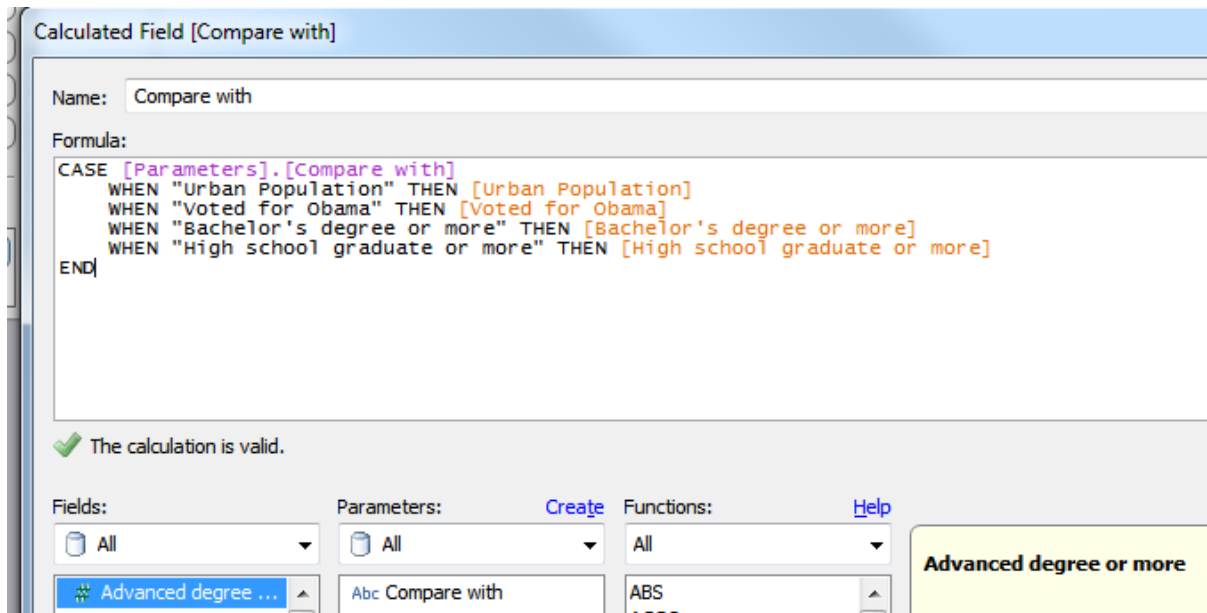 Calculated Field [Compare with]
Name: Compare with
Formula:
CASE [Parameters].[Compare with]
WHEN "Urban Population" THEN [Urban Population]
WHEN "Voted for Obama" THEN [Voted for Obama]
WHEN "Bachelor's degree or more" THEN [Bachelor's degree or more]
WHEN "High school graduate or more" THEN [High school graduate or more]
END
The calculation is valid.
Fields: Parameters: Create Functions: Help
All All All
Advanced degree or more
# Advanced degree ... Abc Compare with ABS